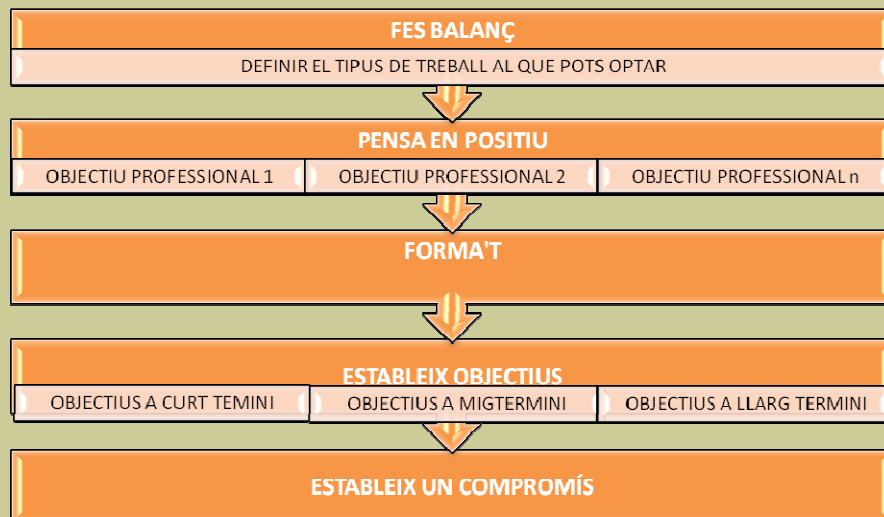 FES BALANÇ
DEFINIR EL TIPUS DE TREBALL AL QUE POTS OPTAR
PENSA EN POSITIU
OBJECTIU PROFESSIONAL 1 OBJECTIU PROFESSIONAL 2 OBJECTIU PROFESSIONAL n
FORMA'T
ESTABLEIX OBJECTIUS
OBJECTIUS A CURT TEMINI OBJECTIUS A MIGTERMINI OBJECTIUS A LLARG TERMINI
ESTABLEIX UN COMPROMÍS